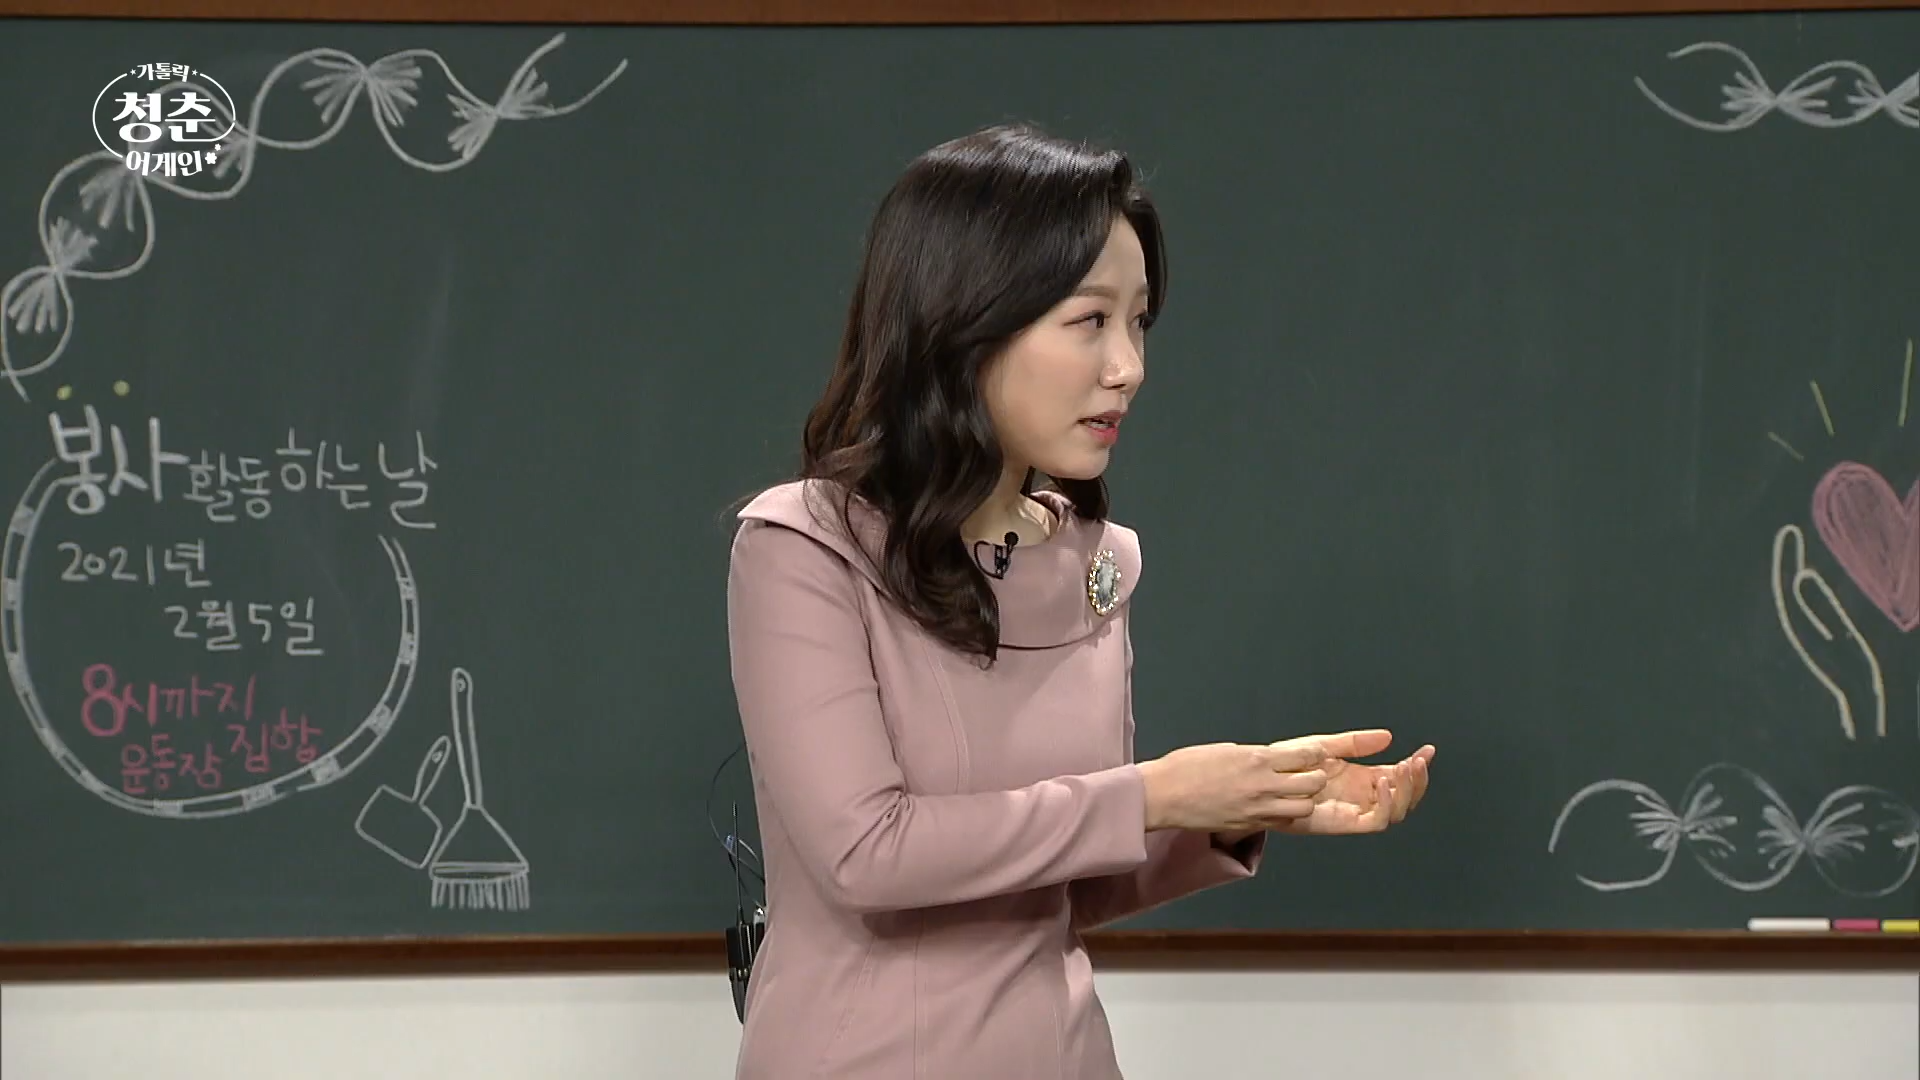 가톨릭
청춘
어게인
봉사 활동 하는 날
2021년
2월 5일
8시까지
운동장 집합